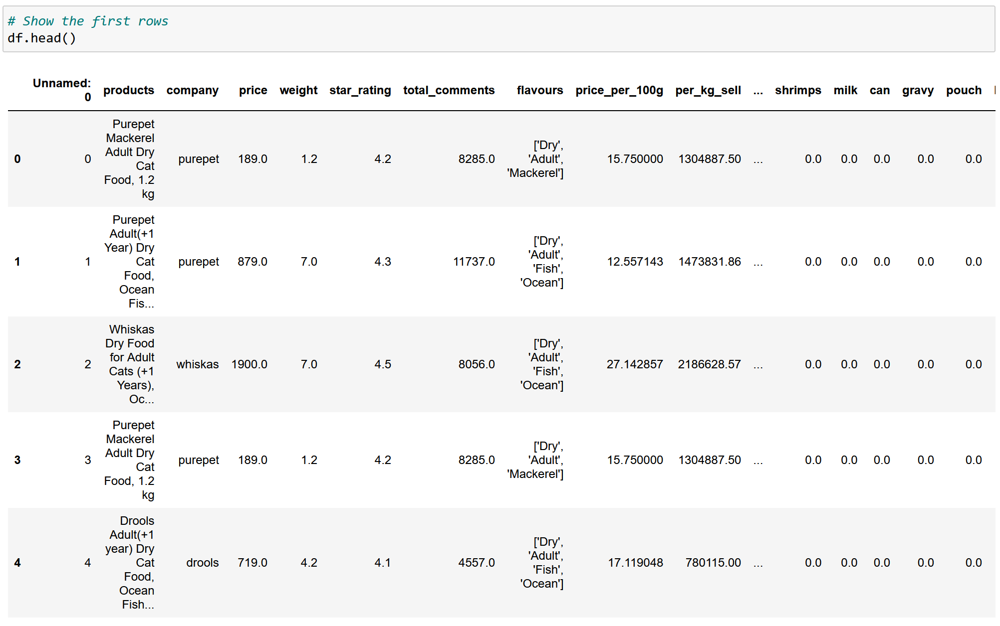 # Show the first rows
df.head()
Unnamed: 0 products company price weight star_rating total_comments flavours price_per_100g per_kg_sell ... shrimps milk can gravy pouch
0 0 Purepet Mackerel Adult Dry Cat Food, 1.2 kg purepet 189.0 1.2 4.2 8285.0 ['Dry', 'Adult', 'Mackerel'] 15.750000 1304887.50 ... 0.0 0.0 0.0 0.0 0.0
1 1 Purepet Adult(+1 Year) Dry Cat Food, Ocean Fis... purepet 879.0 7.0 4.3 11737.0 ['Dry', 'Adult', 'Fish', 'Ocean'] 12.557143 1473831.86 ... 0.0 0.0 0.0 0.0 0.0
2 2 Whiskas Dry Food for Adult Cats (+1 Years), Oc... whiskas 1900.0 7.0 4.5 8056.0 ['Dry', 'Adult', 'Fish', 'Ocean'] 27.142857 2186628.57 ... 0.0 0.0 0.0 0.0 0.0
3 3 Purepet Mackerel Adult Dry Cat Food, 1.2 kg purepet 189.0 1.2 4.2 8285.0 ['Dry', 'Adult', 'Mackerel'] 15.750000 1304887.50 ... 0.0 0.0 0.0 0.0 0.0
4 4 Drools Adult(+1 year) Dry Cat Food, Ocean Fish... drools 719.0 4.2 4.1 4557.0 ['Dry', 'Adult', 'Fish', 'Ocean'] 17.119048 780115.00 ... 0.0 0.0 0.0 0.0 0.0